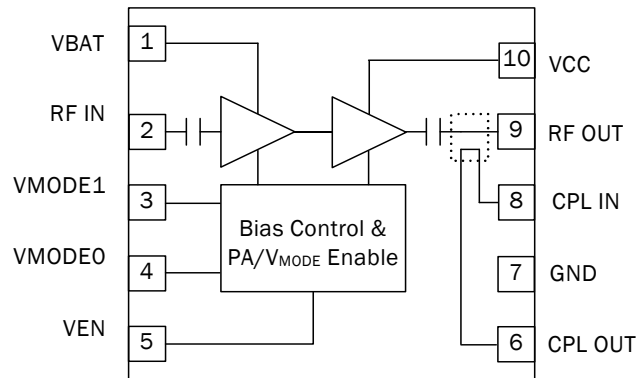 VBAT 1
RF IN 2
VMODE1 3
VMODE0 4
VEN 5
Bias Control &
PA/VMODE Enable
10 VCC
9 RF OUT
8 CPL IN
7 GND
6 CPL OUT